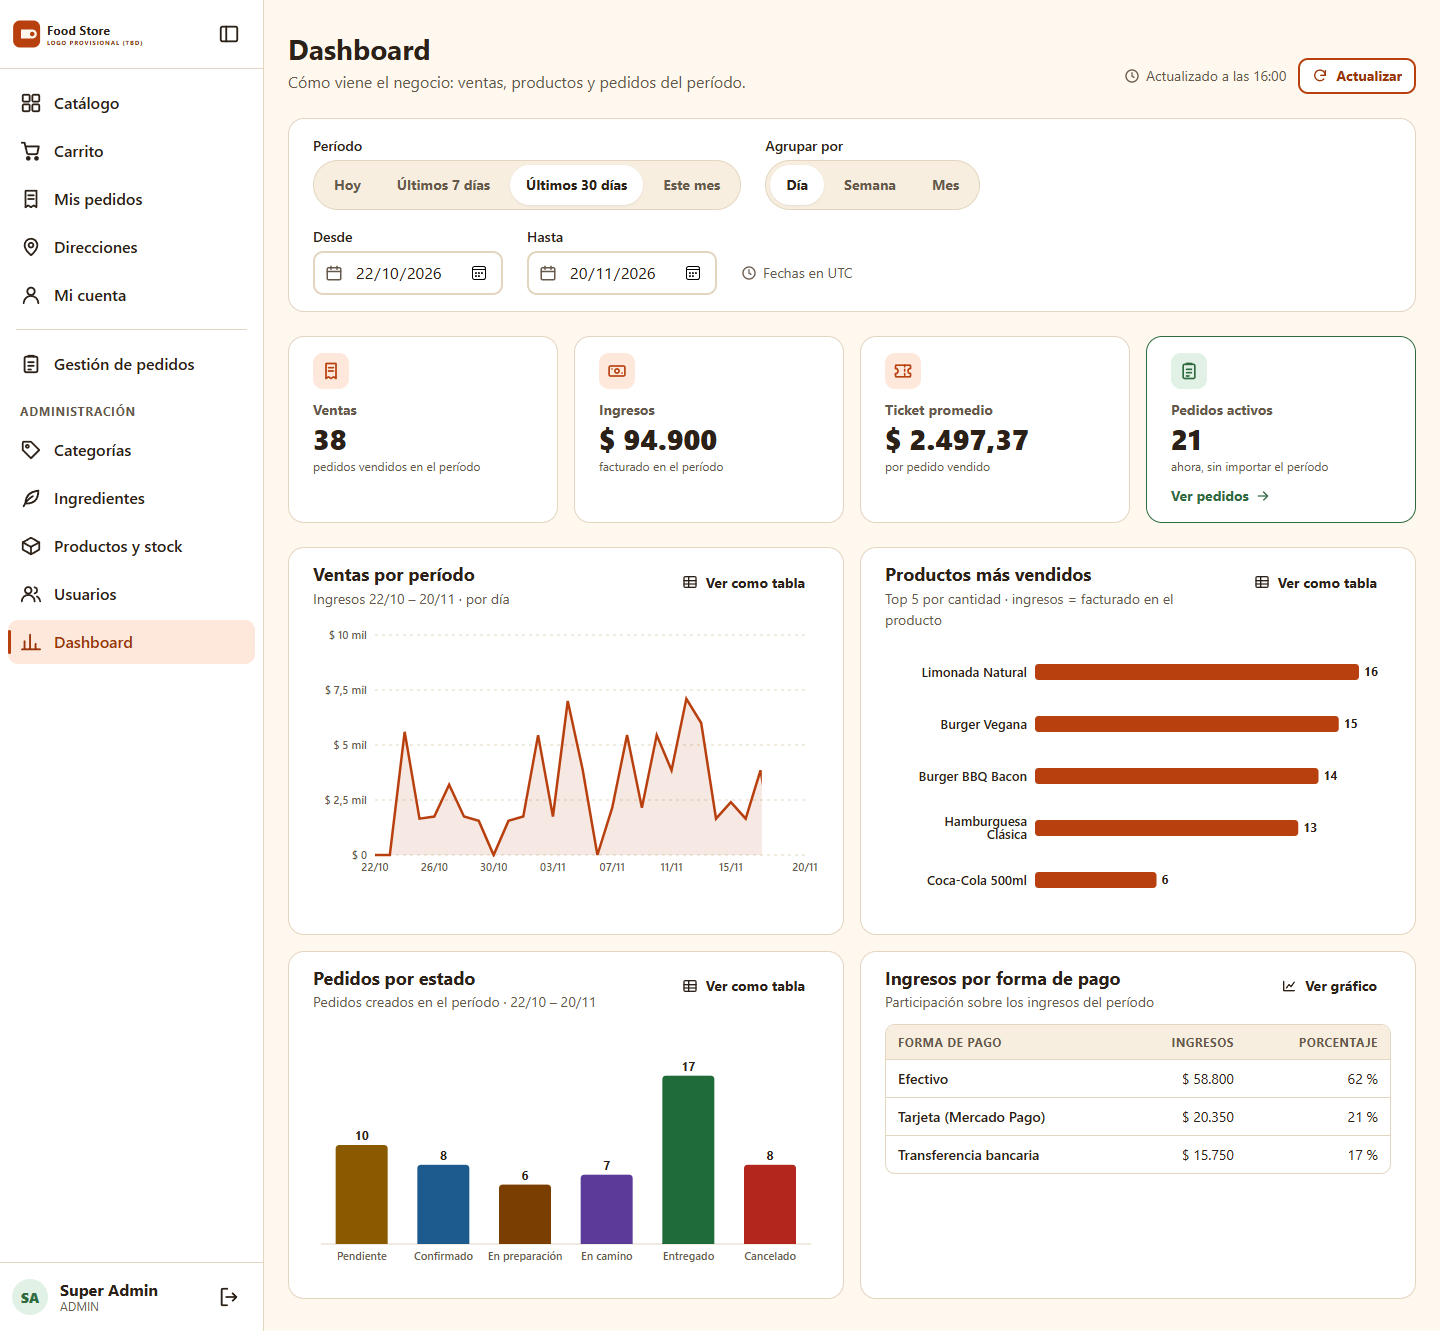 Food Store
LOGO PROVISIONAL (TBD)
Catálogo
Carrito
Mis pedidos
Direcciones
Mi cuenta
Gestión de pedidos
ADMINISTRACIÓN
Categorías
Ingredientes
Productos y stock
Usuarios
Dashboard
SA
Super Admin
ADMIN
Dashboard
Cómo viene el negocio: ventas, productos y pedidos del período.
Actualizado a las 16:00
Actualizar
Período
Hoy
Últimos 7 días
Últimos 30 días
Este mes
Agrupar por
Día
Semana
Mes
Desde
22/10/2026
Hasta
20/11/2026
Fechas en UTC
Ventas
38
pedidos vendidos en el período
Ingresos
$ 94.900
facturado en el período
Ticket promedio
$ 2.497,37
por pedido vendido
Pedidos activos
21
ahora, sin importar el período
Ver pedidos
Ventas por período
Ingresos 22/10 – 20/11 · por día
Ver como tabla
$ 10 mil
$ 7,5 mil
$ 5 mil
$ 2,5 mil
$ 0
22/10 26/10 30/10 03/11 07/11 11/11 15/11 20/11
Productos más vendidos
Top 5 por cantidad · ingresos = facturado en el
producto
Ver como tabla
Limonada Natural 16
Burger Vegana 15
Burger BBQ Bacon 14
Hamburguesa
Clásica 13
Coca-Cola 500ml 6
Pedidos por estado
Pedidos creados en el período · 22/10 – 20/11
Ver como tabla
10 8 6 7 17 8
Pendiente Confirmado En preparación En camino Entregado Cancelado
Ingresos por forma de pago
Participación sobre los ingresos del período
Ver gráfico
FORMA DE PAGO INGRESOS PORCENTAJE
Efectivo $ 58.800 62 %
Tarjeta (Mercado Pago) $ 20.350 21 %
Transferencia bancaria $ 15.750 17 %